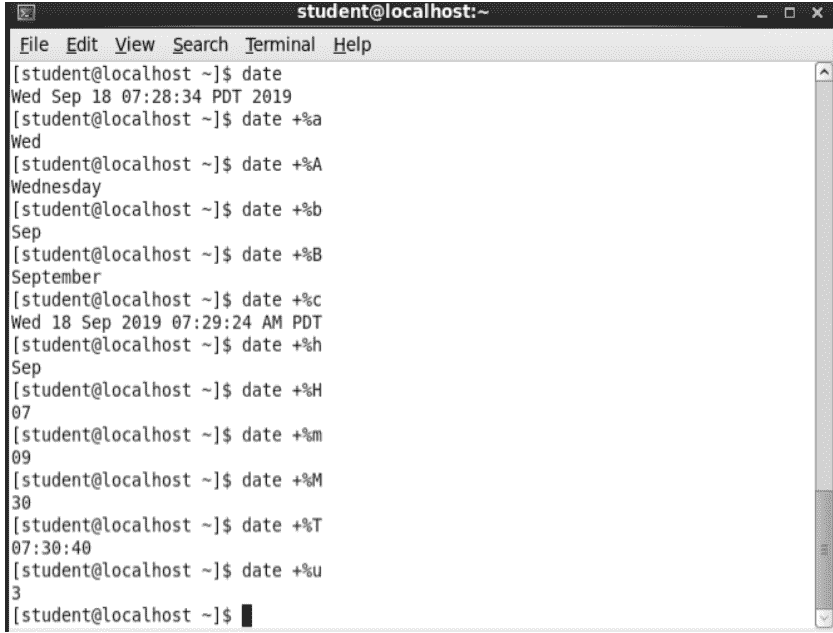 student@localhost:~
File Edit View Search Terminal Help
[student@localhost ~]$ date
Wed Sep 18 07:28:34 PDT 2019
[student@localhost ~]$ date +%a
Wed
[student@localhost ~]$ date +%A
Wednesday
[student@localhost ~]$ date +%b
Sep
[student@localhost ~]$ date +%B
September
[student@localhost ~]$ date +%c
Wed 18 Sep 2019 07:29:24 AM PDT
[student@localhost ~]$ date +%h
Sep
[student@localhost ~]$ date +%H
07
[student@localhost ~]$ date +%m
09
[student@localhost ~]$ date +%M
30
[student@localhost ~]$ date +%T
07:30:40
[student@localhost ~]$ date +%u
3
[student@localhost ~]$